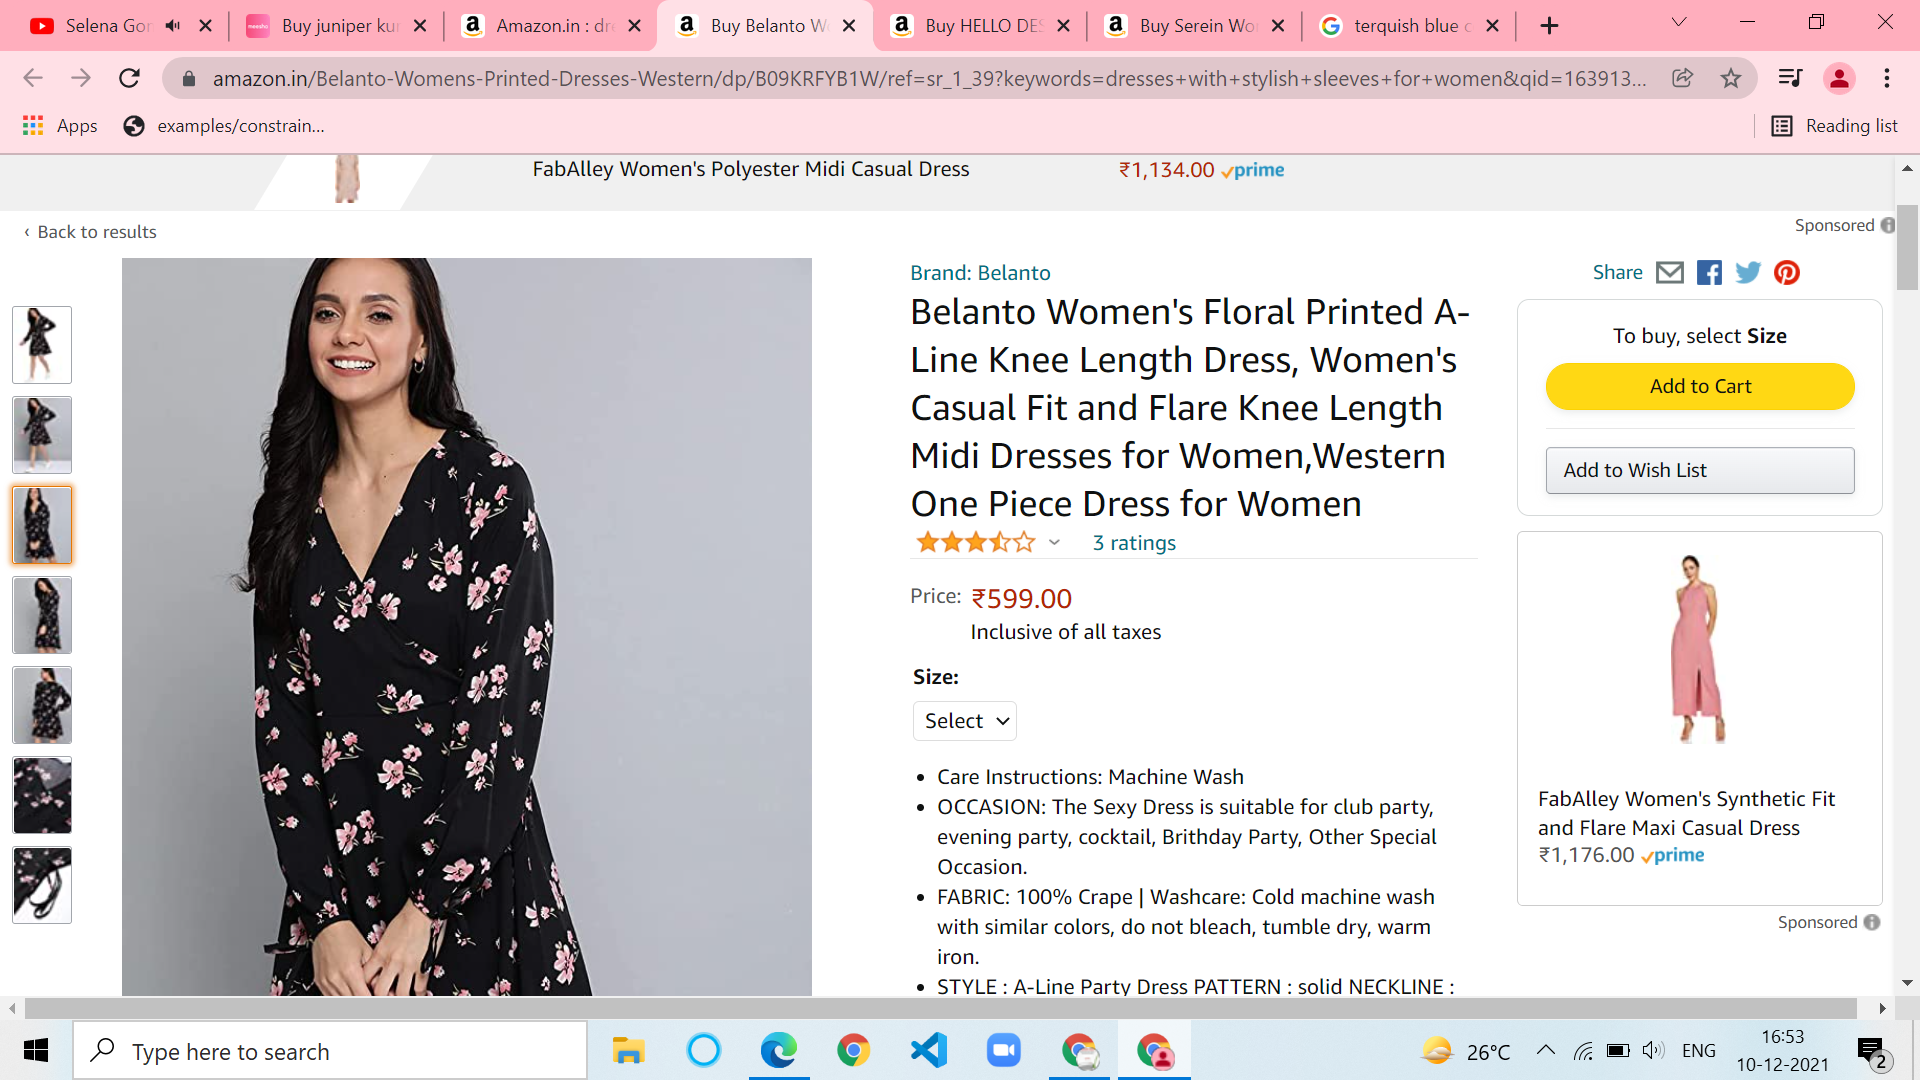 Selena Gor
Buy juniper kur
Amazon.in : dre
Buy Belanto Wo
Buy HELLO DES
Buy Serein Wor
terquish blue c
amazon.in/Belanto-Womens-Printed-Dresses-Western/dp/B09KRFYB1W/ref=sr_1_39?keywords=dresses+with+stylish+sleeves+for+women&qid=163913...
Apps
examples/constrain...
Reading list
FabAlley Women's Polyester Midi Casual Dress
₹1,134.00 prime
‹ Back to results
Sponsored
Brand: Belanto
Share
Belanto Women's Floral Printed A-
Line Knee Length Dress, Women's
Casual Fit and Flare Knee Length
Midi Dresses for Women,Western
One Piece Dress for Women
3 ratings
Price: ₹599.00
Inclusive of all taxes
Size:
Select
Care Instructions: Machine Wash
OCCASION: The Sexy Dress is suitable for club party,
evening party, cocktail, Brithday Party, Other Special
Occasion.
FABRIC: 100% Crape | Washcare: Cold machine wash
with similar colors, do not bleach, tumble dry, warm
iron.
STYLE : A-Line Party Dress PATTERN : solid NECKLINE :
To buy, select Size
Add to Cart
Add to Wish List
FabAlley Women's Synthetic Fit
and Flare Maxi Casual Dress
₹1,176.00 prime
Sponsored
Type here to search
26°C
ENG
16:53
10-12-2021
2